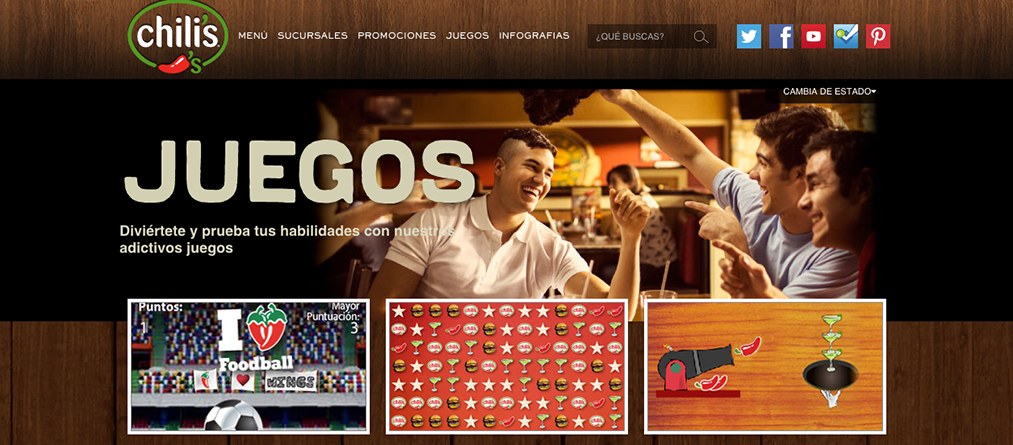 chili's
MENÚ SUCURSALES PROMOCIONES JUEGOS INFOGRAFIAS
¿QUÉ BUSCAS?
CAMBIA DE ESTADO
JUEGOS
Diviértete y prueba tus habilidades con nuestros
adictivos juegos
Puntos:
1
Mayor
Puntuación:
3
I
Foodball
WINGS